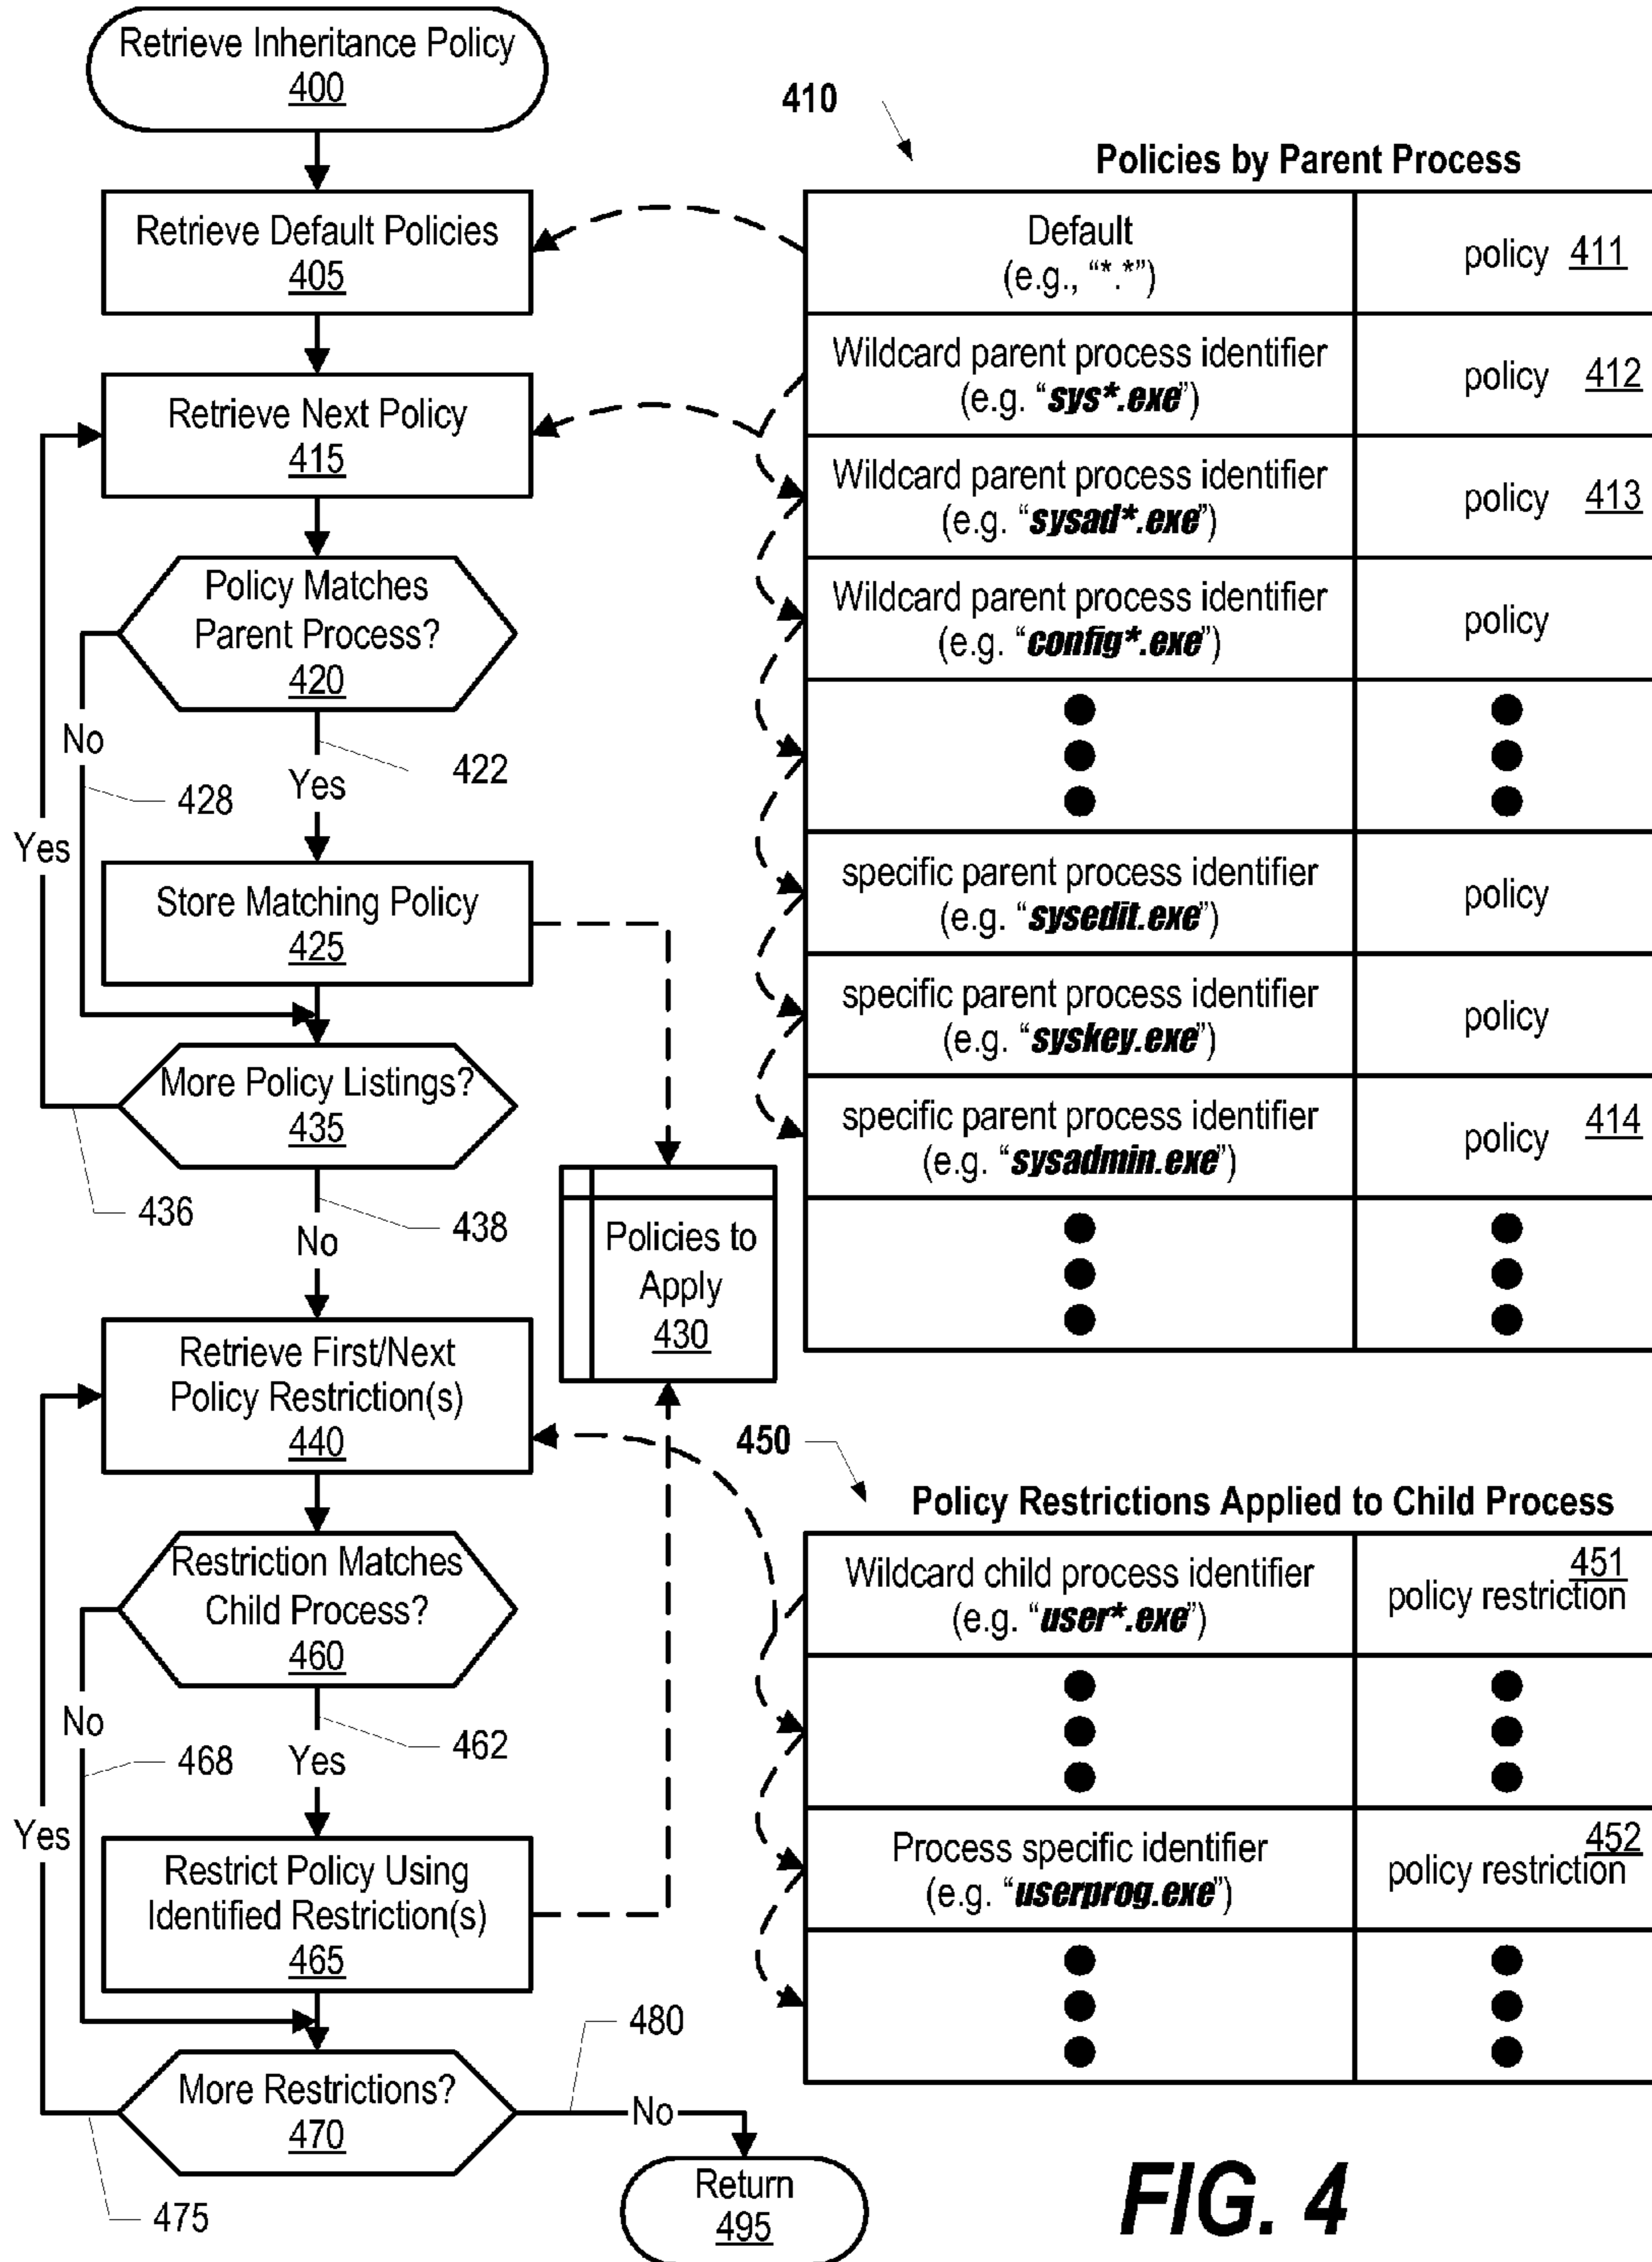 Retrieve Inheritance Policy
400
Retrieve Default Policies
405
Retrieve Next Policy
415
Policy Matches
Parent Process?
420
No
422
428
Yes
Yes
Store Matching Policy
425
More Policy Listings?
435
436
438
No
Policies to
Apply
430
Retrieve First/Next
Policy Restriction(s)
440
Restriction Matches
Child Process?
460
No
462
468
Yes
Yes
Restrict Policy Using
Identified Restriction(s)
465
More Restrictions?
470
475
480
No
Return
495
410
Policies by Parent Process
Default
(e.g., “*.*”)
policy 411
Wildcard parent process identifier
(e.g. “sys*.exe”)
policy 412
Wildcard parent process identifier
(e.g. “sysad*.exe”)
policy 413
Wildcard parent process identifier
(e.g. “config*.exe”)
policy
specific parent process identifier
(e.g. “sysedit.exe”)
policy
specific parent process identifier
(e.g. “syskey.exe”)
policy
specific parent process identifier
(e.g. “sysadmin.exe”)
policy 414
450
Policy Restrictions Applied to Child Process
Wildcard child process identifier
(e.g. “user*.exe”)
451
policy restriction
Process specific identifier
(e.g. “userprog.exe”)
452
policy restriction
FIG. 4